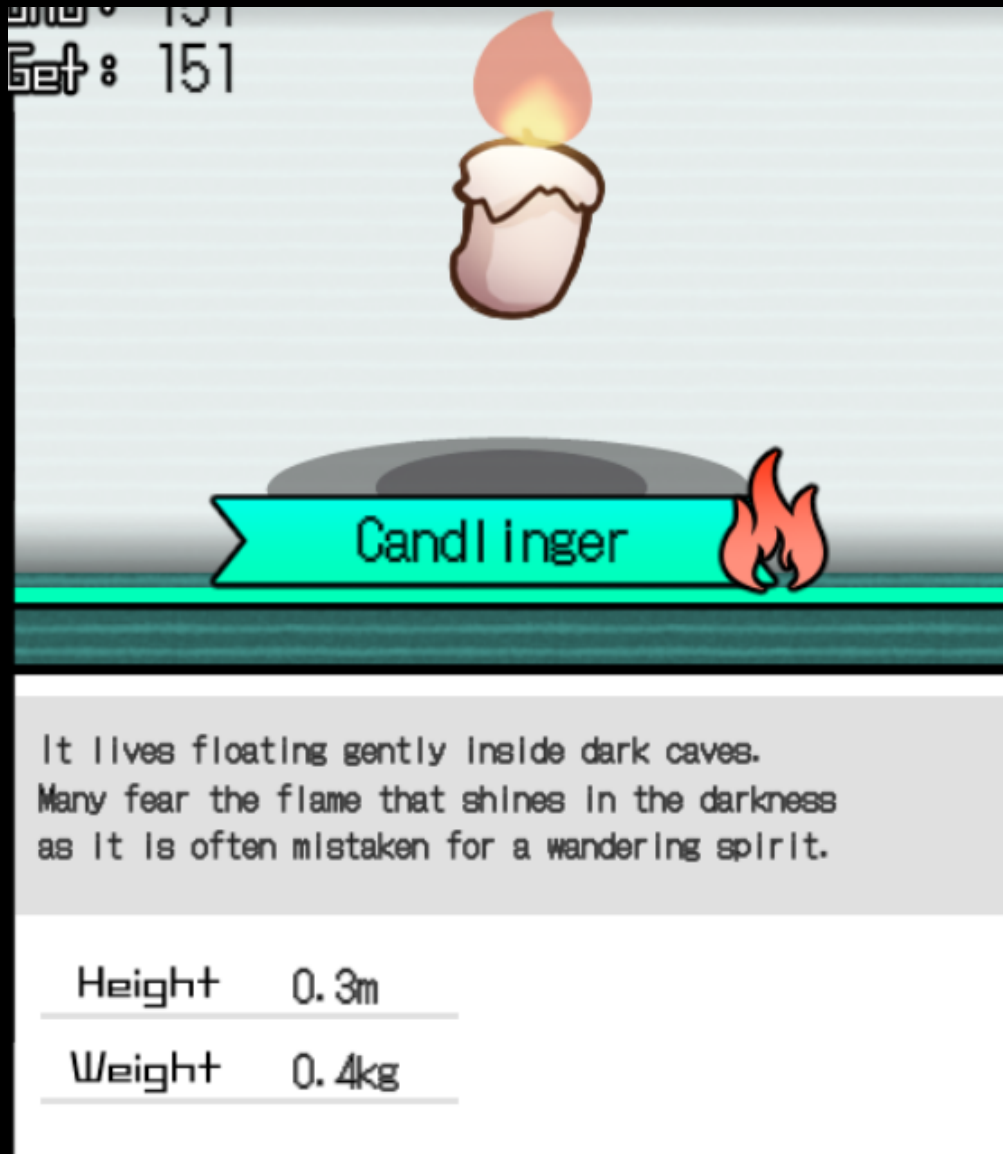 151
Get: 151
Candlinger
It lives floating gently inside dark caves.
Many fear the flame that shines in the darkness
as it is often mistaken for a wandering spirit.
Height 0.3m
Weight 0.4kg